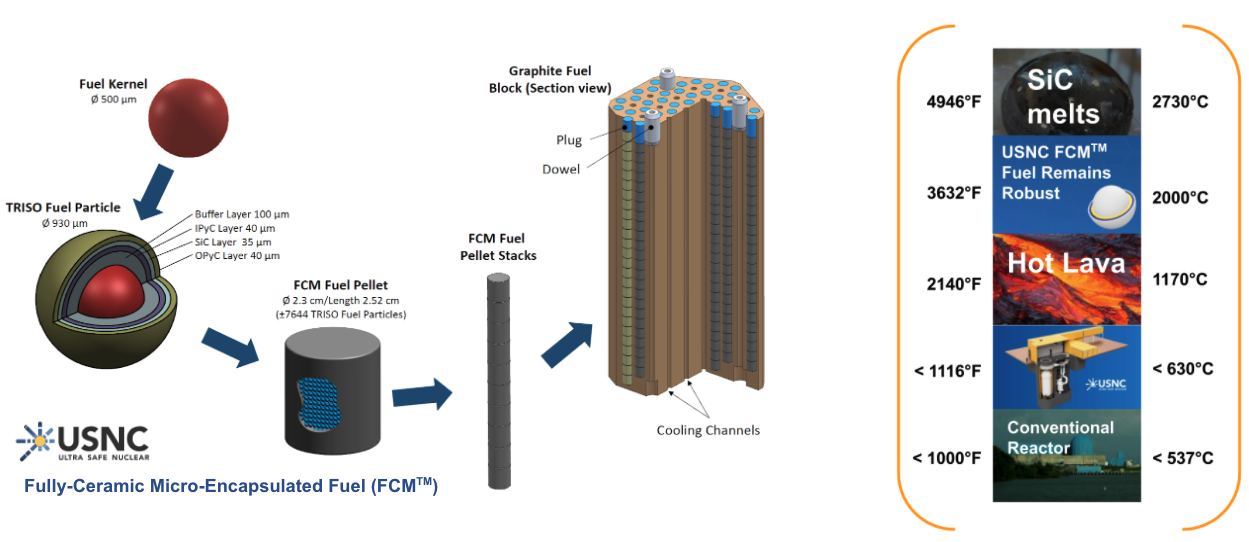 Fuel Kernel
Ø 500 µm
TRISO Fuel Particle
Ø 930 µm
Buffer Layer 100 µm
IPyC Layer 40 µm
SiC Layer 35 µm
OPyC Layer 40 µm
FCM Fuel Pellet
Ø 2.3 cm/Length 2.52 cm
(±7644 TRISO Fuel Particles)
FCM Fuel
Pellet Stacks
Graphite Fuel
Block (Section view)
Plug
Dowel
Cooling Channels
USNC
ULTRA SAFE NUCLEAR
Fully-Ceramic Micro-Encapsulated Fuel (FCM™)
4946°F
SiC
melts
2730°C
3632°F
USNC FCM™
Fuel Remains
Robust
2000°C
2140°F
Hot Lava
1170°C
< 1116°F
USNC
< 630°C
< 1000°F
Conventional
Reactor
< 537°C